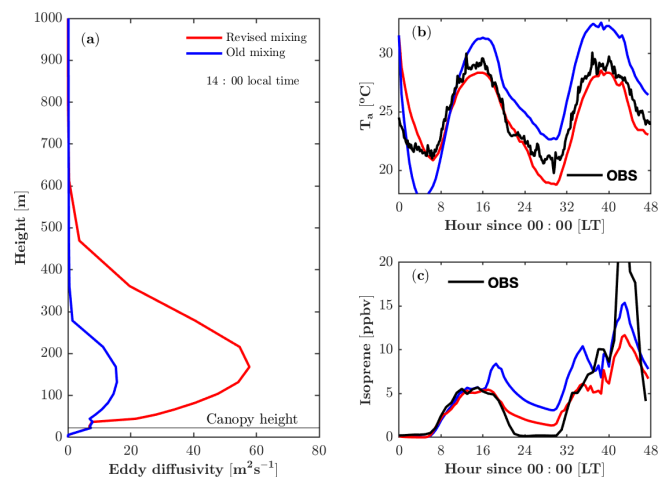 (a)
Revised mixing
Old mixing
14 : 00 local time
Canopy height
Height [m]
1000
900
800
700
600
500
400
300
200
100
0
0 20 40 60 80
Eddy diffusivity [m²s⁻¹]
(b)
OBS
Tₐ [ºC]
30
25
20
0 8 16 24 32 40 48
Hour since 00 : 00 [LT]
(c)
OBS
Isoprene [ppbv]
20
15
10
5
0
0 8 16 24 32 40 48
Hour since 00 : 00 [LT]